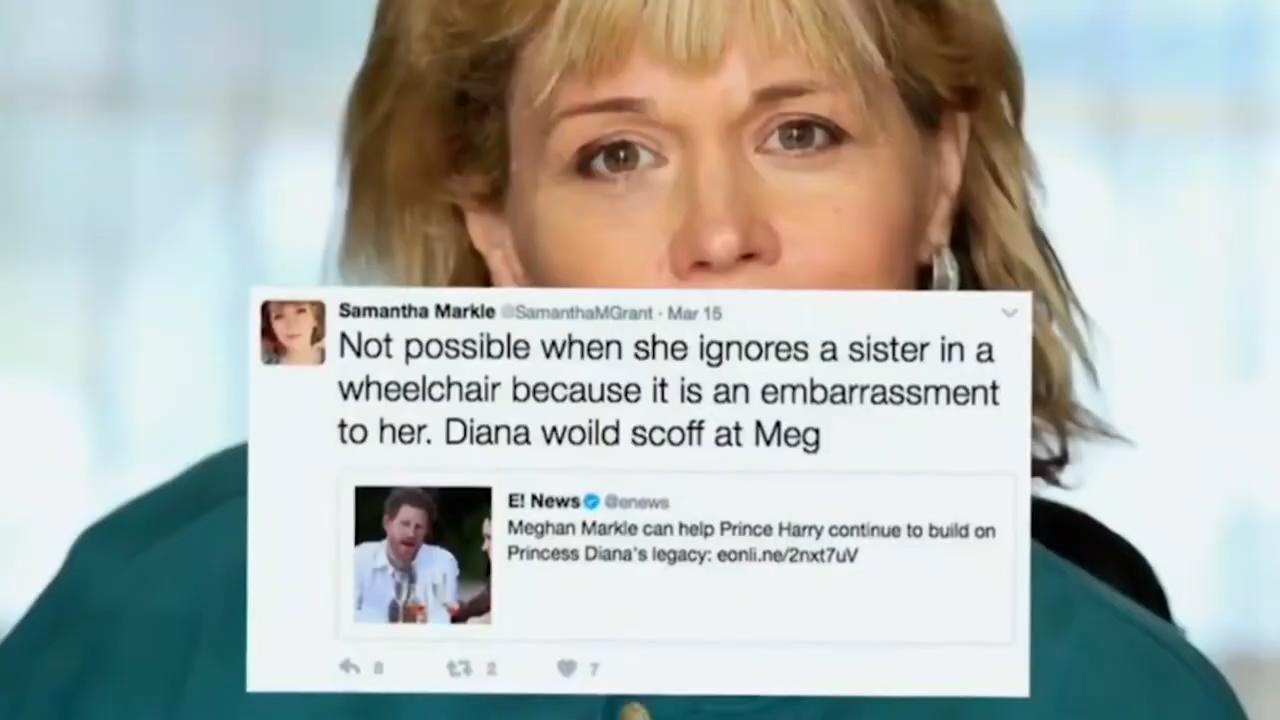 Samantha Markle @SamanthaMGrant · Mar 15
Not possible when she ignores a sister in a
wheelchair because it is an embarrassment
to her. Diana woild scoff at Meg
E! News @enews
Meghan Markle can help Prince Harry continue to build on
Princess Diana's legacy: eonli.ne/2nxt7uV
8 2 7